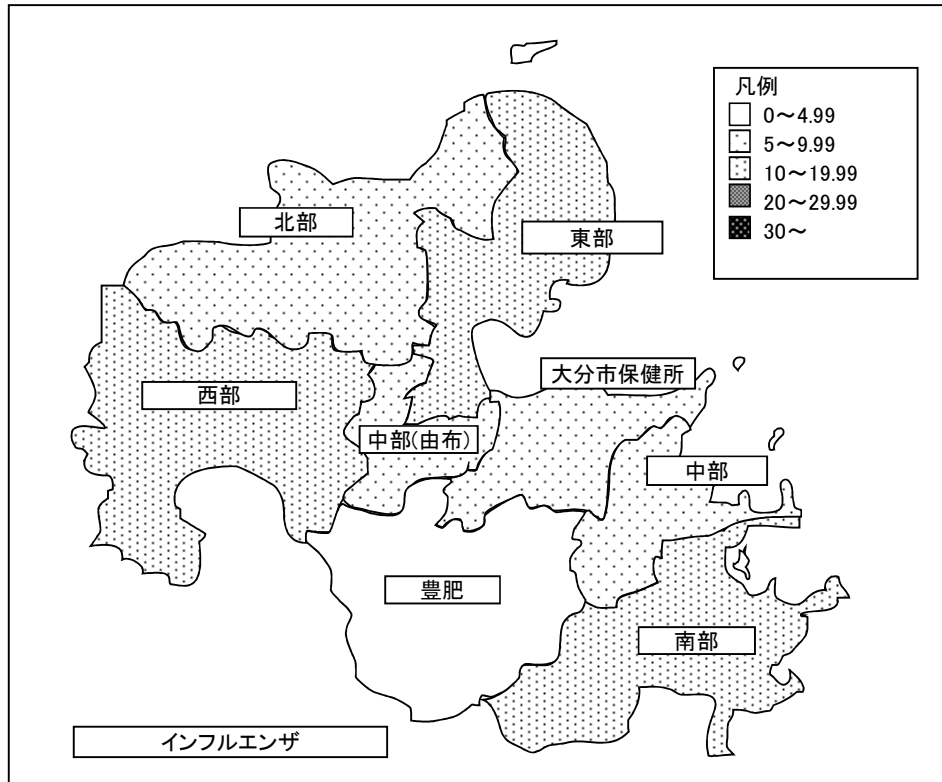 凡例
0～4.99
5～9.99
10～19.99
20～29.99
30～
北部
東部
大分市保健所
西部
中部(由布)
中部
豊肥
南部
インフルエンザ